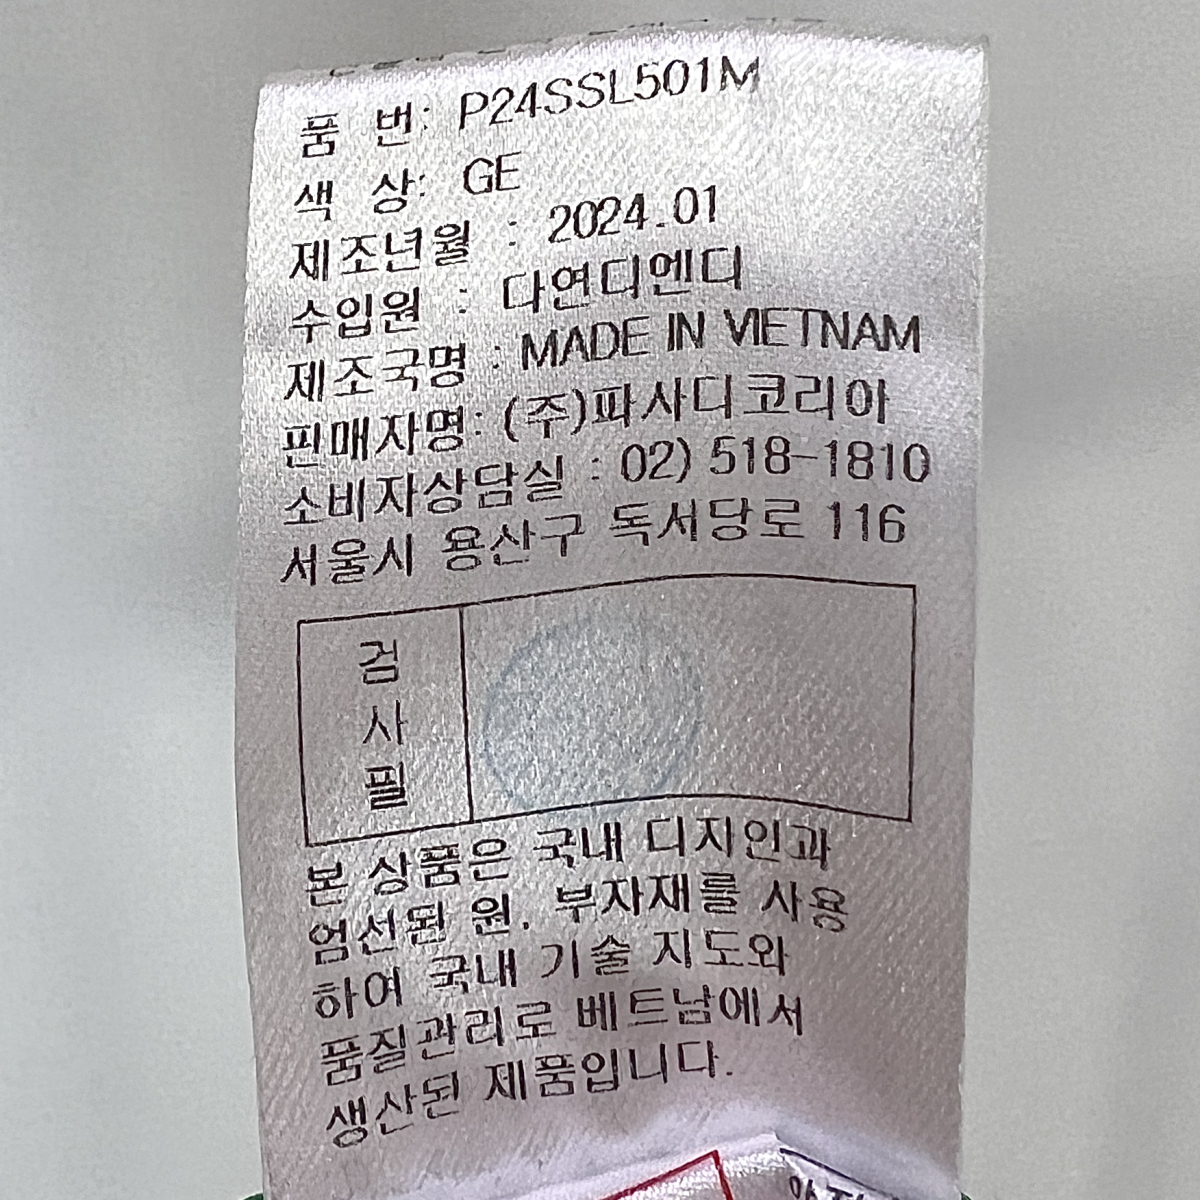 품 번: P24SSL501M
색 상: GE
제조년월 : 2024.01
수입원 : 다연디엔디
제조국명 : MADE IN VIETNAM
판매자명: (주)파사디코리아
소비자상담실 : 02) 518-1810
서울시 용산구 독서당로 116
검
사
필
본 상품은 국내 디자인과
엄선된 원. 부자재를 사용
하여 국내 기술 지도와
품질관리로 베트남에서
생산된 제품입니다.